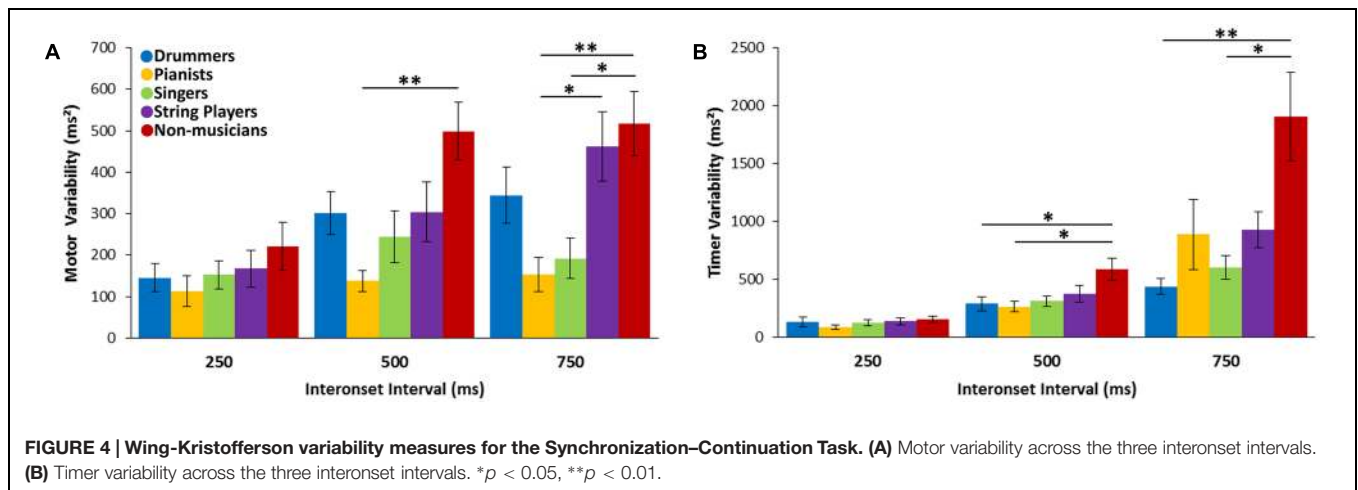 A
Motor Variability (ms²)
700
600
500
400
300
200
100
0
Drummers
Pianists
Singers
String Players
Non-musicians
**
**
*
*
250 500 750
Interonset Interval (ms)
B
Timer Variability (ms²)
2500
2000
1500
1000
500
0
*
*
**
*
250 500 750
Interonset Interval (ms)
FIGURE 4 | Wing-Kristofferson variability measures for the Synchronization–Continuation Task. (A) Motor variability across the three interonset intervals.
(B) Timer variability across the three interonset intervals. *p < 0.05, **p < 0.01.